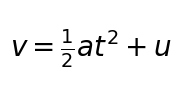 v = ½at² + u